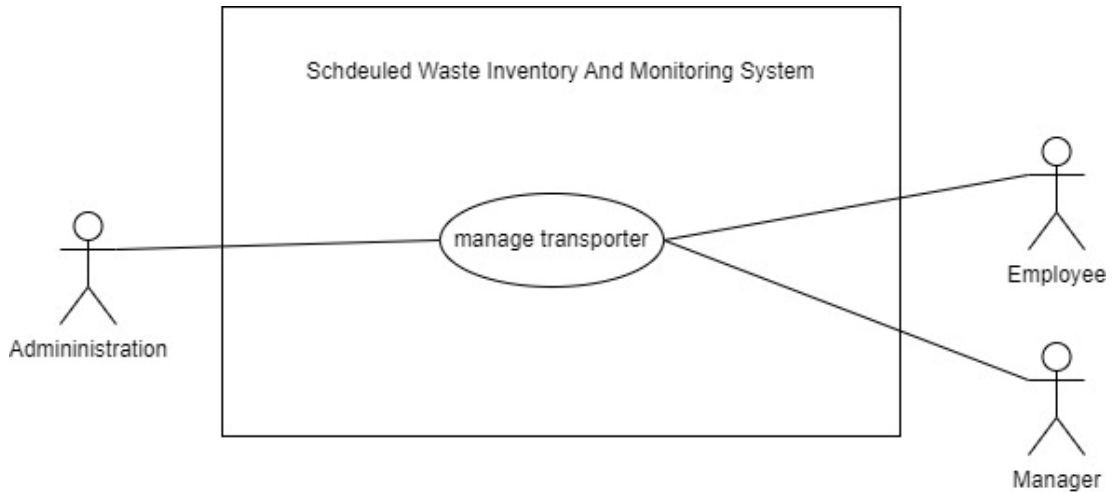 Schdeuled Waste Inventory And Monitoring System
manage transporter
Admininistration
Employee
Manager